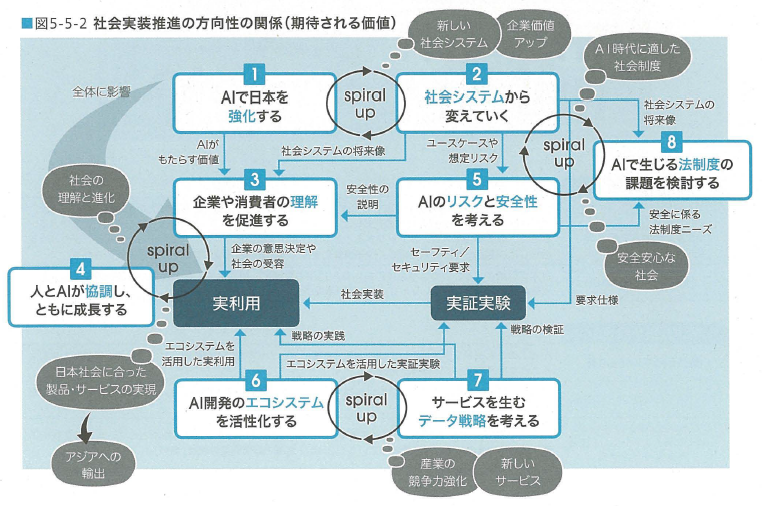 ■図5-5-2 社会実装推進の方向性の関係（期待される価値）
新しい
社会システム
企業価値
アップ
AI時代に適した
社会制度
全体に影響
1
AIで日本を
強化する
spiral
up
2
社会システムから
変えていく
社会システムの
将来像
AIが
もたらす価値
社会システムの将来像
ユースケースや
想定リスク
spiral
up
8
AIで生じる法制度の
課題を検討する
社会の
理解と進化
3
企業や消費者の理解
を促進する
安全性の
説明
5
AIのリスクと安全性
を考える
安全に係る
法制度ニーズ
spiral
up
企業の意思決定や
社会の受容
セーフティ／
セキュリティ要求
安全安心な
社会
4
人とAIが協調し、
ともに成長する
実利用
社会実装
実証実験
要求仕様
エコシステムを
活用した実利用
戦略の実践
戦略の検証
エコシステムを活用した実証実験
日本社会に合った
製品・サービスの実現
6
AI開発のエコシステム
を活性化する
spiral
up
7
サービスを生む
データ戦略を考える
アジアへの
輸出
産業の
競争力強化
新しい
サービス